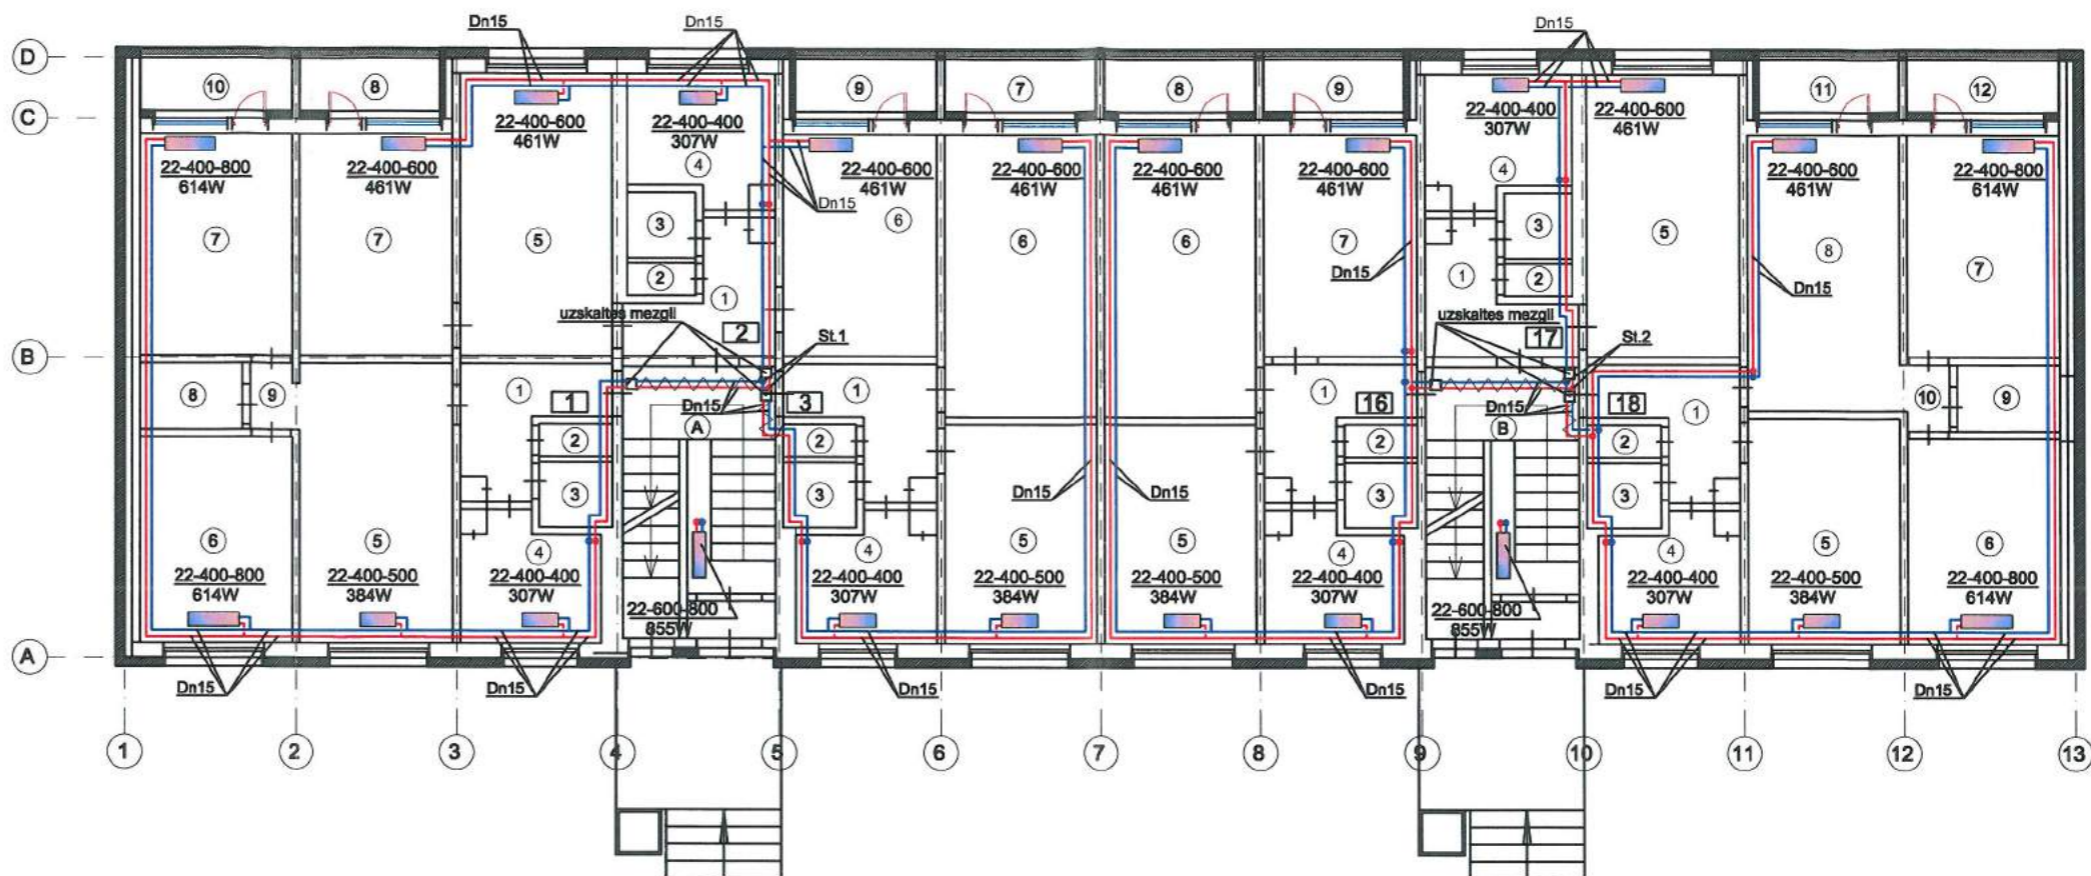 Dn15 Dn15 Dn15
D
10 8 9 7 8 9 11 12
C
22-400-600 22-400-400 22-400-400 22-400-600
461W 307W 307W 461W
22-400-800 22-400-600 4 22-400-600 22-400-600 22-400-600 22-400-600 4 22-400-600 22-400-800
614W 461W 461W 461W 461W 461W 461W 614W
Dn15
7 7 5 3 6 6 6 7 3 5 8 7
2 1 Dn15 1 2 Dn15
1
uzskaites mezgli 2 St.1 uzskaites mezgli 17 St.2
B
8 9 1 1 1 10 9
1 Dn15 3 16 Dn15 18 1
2 A 2 2 B 2
3 3 Dn15 Dn15 3 3
6 5 4 4 5 5 4 4 5 6
22-400-800 22-400-500 22-400-400 22-400-400 22-400-500 22-400-500 22-400-400 22-400-400 22-400-500 22-400-800
614W 384W 307W 307W 384W 384W 307W 307W 384W 614W
22-600-800 22-600-800
855W 855W
A
Dn15 Dn15 Dn15 Dn15 Dn15 Dn15
1 2 3 4 5 6 7 8 9 10 11 12 13